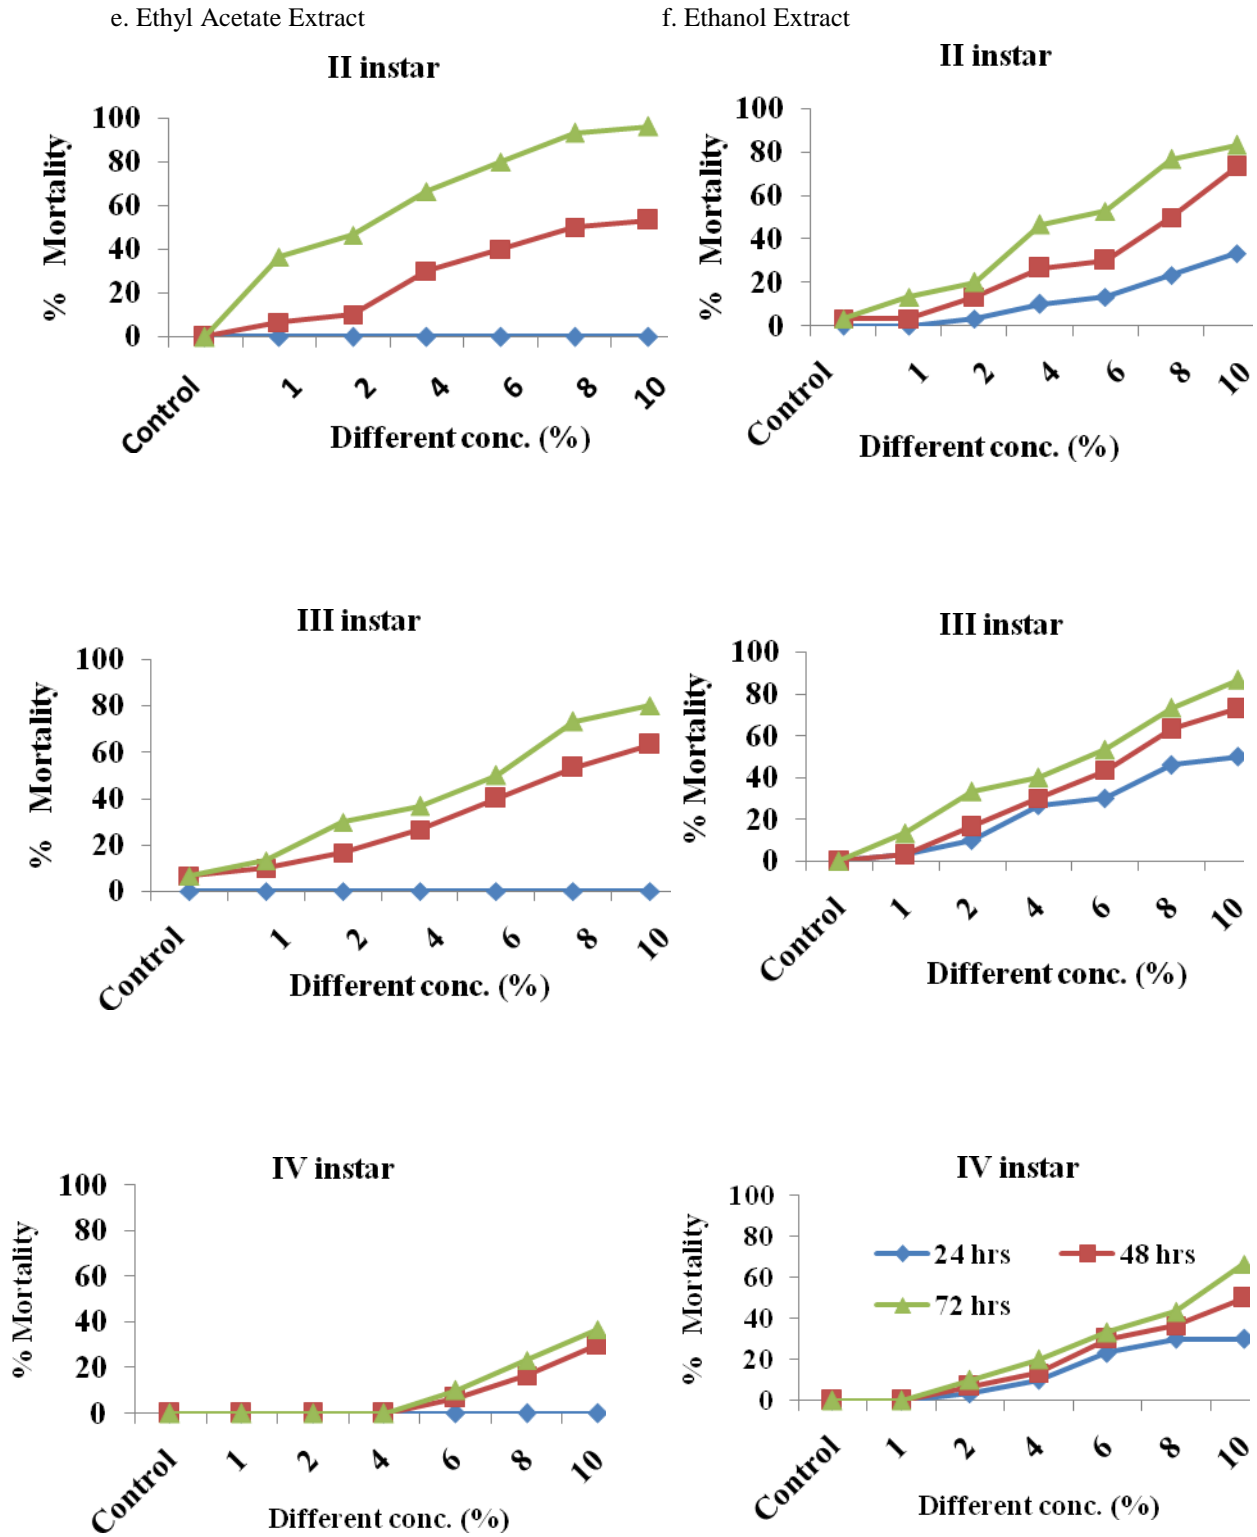 e. Ethyl Acetate Extract
f. Ethanol Extract
II instar
% Mortality
100
80
60
40
20
0
Control 1 2 4 6 8 10
Different conc. (%)
II instar
% Mortality
100
80
60
40
20
0
Control 1 2 4 6 8 10
Different conc. (%)
III instar
% Mortality
100
80
60
40
20
0
Control 1 2 4 6 8 10
Different conc. (%)
III instar
% Mortality
100
80
60
40
20
0
Control 1 2 4 6 8 10
Different conc. (%)
IV instar
% Mortality
100
80
60
40
20
0
Control 1 2 4 6 8 10
Different conc. (%)
IV instar
% Mortality
100
80
60
40
20
0
24 hrs 48 hrs
72 hrs
Control 1 2 4 6 8 10
Different conc. (%)